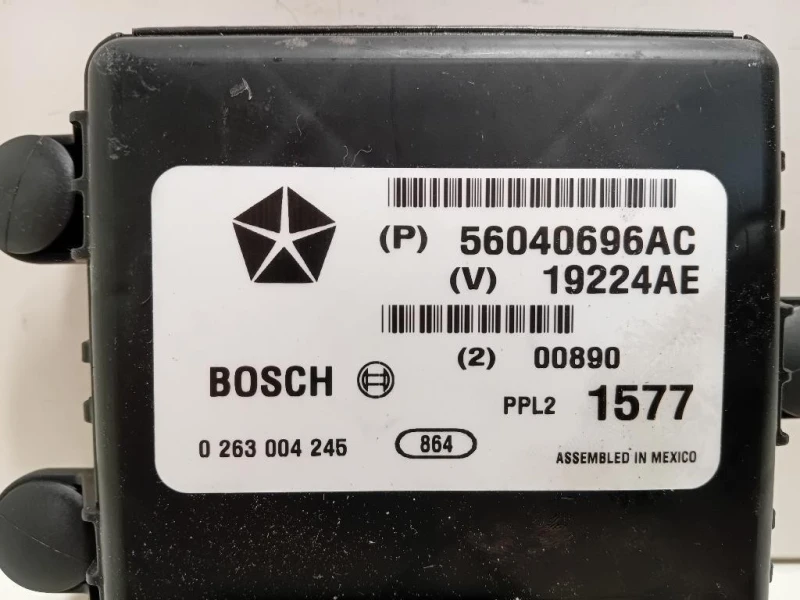 (P) 56040696AC
(V) 19224AE
(2) 00890
BOSCH
PPL2 1577
0 263 004 245
864
ASSEMBLED IN MEXICO